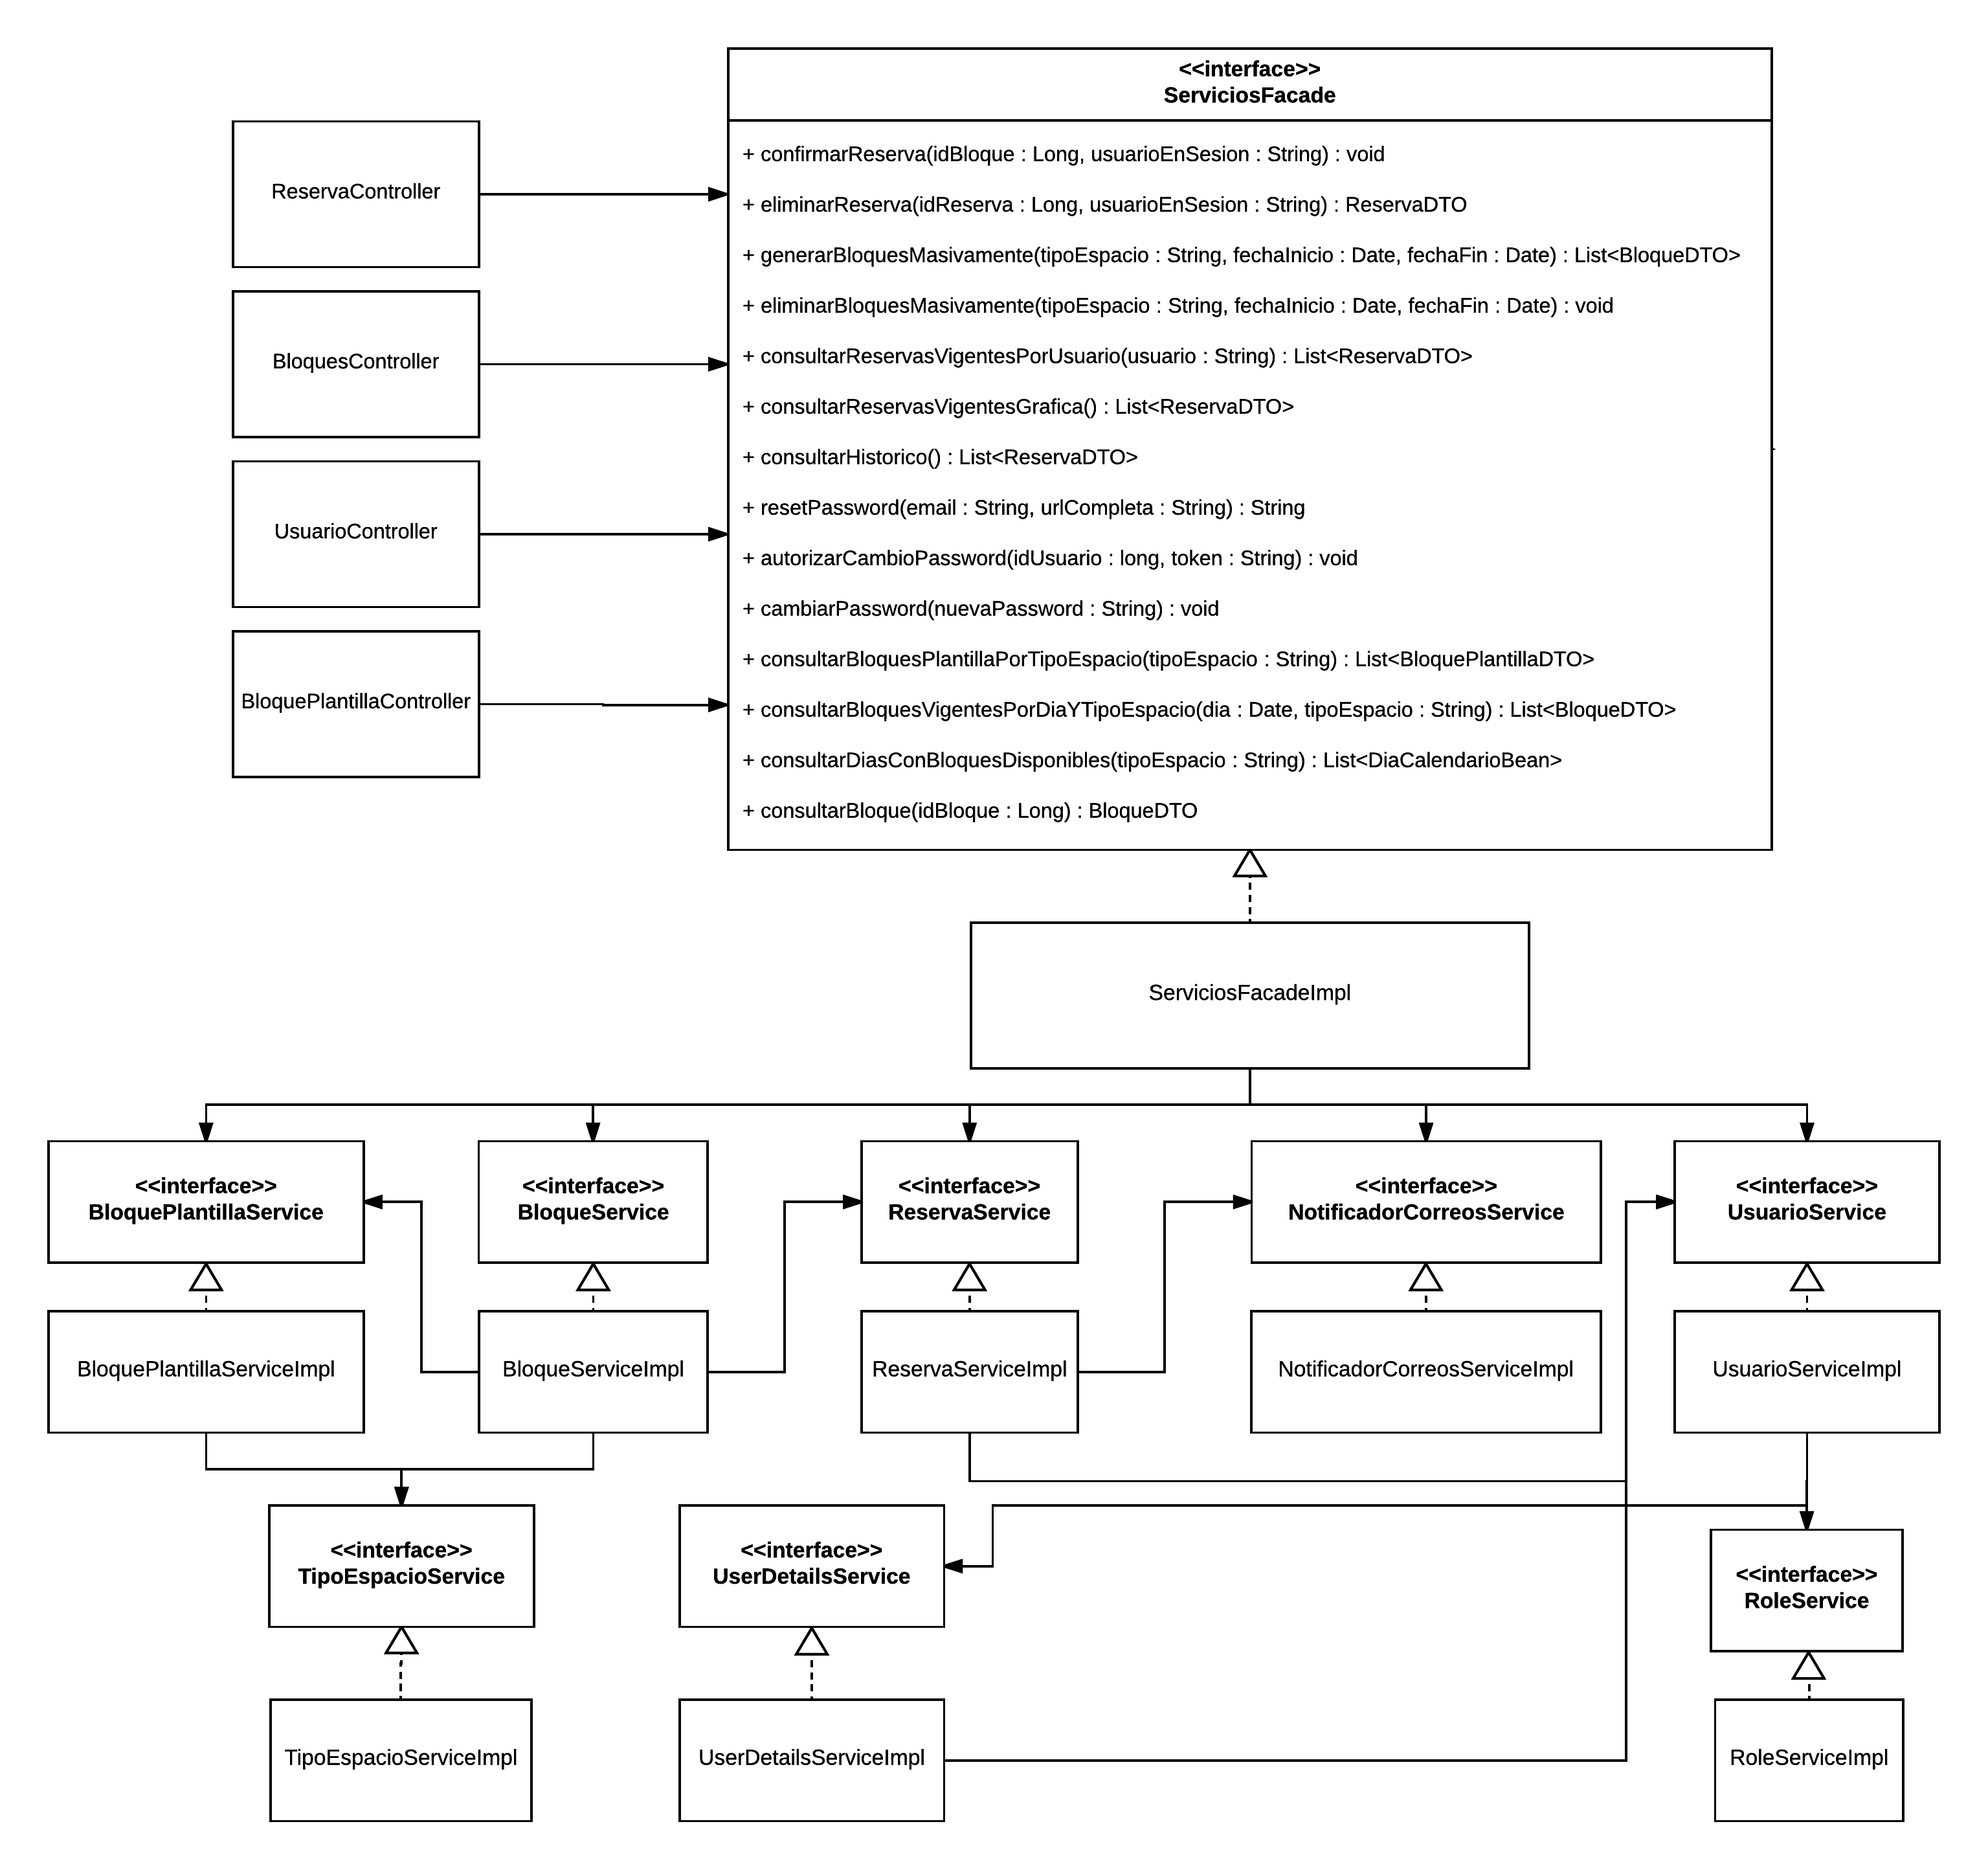 <<interface>>
ServiciosFacade
+ confirmarReserva(idBloque : Long, usuarioEnSesion : String) : void
+ eliminarReserva(idReserva : Long, usuarioEnSesion : String) : ReservaDTO
+ generarBloquesMasivamente(tipoEspacio : String, fechaInicio : Date, fechaFin : Date) : List<BloqueDTO>
+ eliminarBloquesMasivamente(tipoEspacio : String, fechaInicio : Date, fechaFin : Date) : void
+ consultarReservasVigentesPorUsuario(usuario : String) : List<ReservaDTO>
+ consultarReservasVigentesGrafica() : List<ReservaDTO>
+ consultarHistorico() : List<ReservaDTO>
+ resetPassword(email : String, urlCompleta : String) : String
+ autorizarCambioPassword(idUsuario : long, token : String) : void
+ cambiarPassword(nuevaPassword : String) : void
+ consultarBloquesPlantillaPorTipoEspacio(tipoEspacio : String) : List<BloquePlantillaDTO>
+ consultarBloquesVigentesPorDiaYTipoEspacio(dia : Date, tipoEspacio : String) : List<BloqueDTO>
+ consultarDiasConBloquesDisponibles(tipoEspacio : String) : List<DiaCalendarioBean>
+ consultarBloque(idBloque : Long) : BloqueDTO
ReservaController
BloquesController
UsuarioController
BloquePlantillaController
ServiciosFacadeImpl
<<interface>>
BloquePlantillaService
<<interface>>
BloqueService
<<interface>>
ReservaService
<<interface>>
NotificadorCorreosService
<<interface>>
UsuarioService
BloquePlantillaServiceImpl
BloqueServiceImpl
ReservaServiceImpl
NotificadorCorreosServiceImpl
UsuarioServiceImpl
<<interface>>
TipoEspacioService
<<interface>>
UserDetailsService
<<interface>>
RoleService
TipoEspacioServiceImpl
UserDetailsServiceImpl
RoleServiceImpl